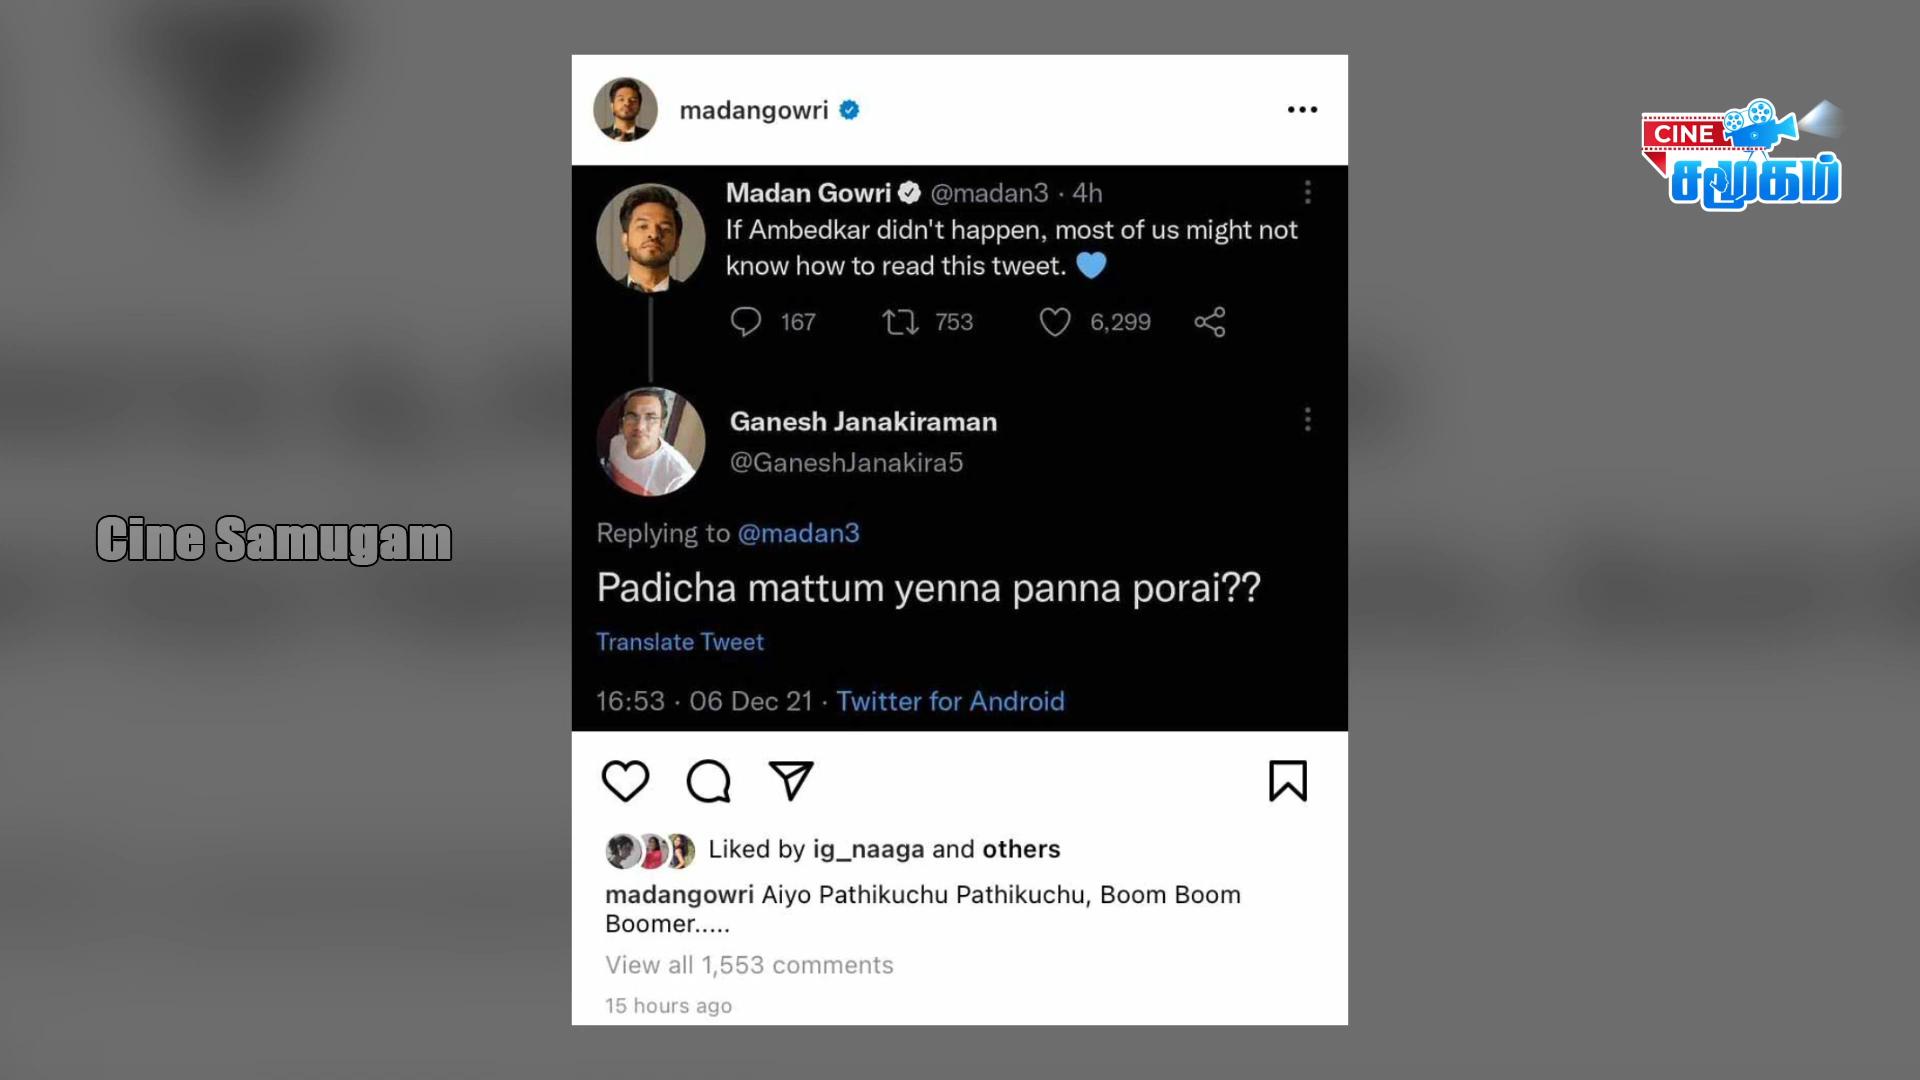 madangowri
CINE
சமூகம்
Madan Gowri @madan3 · 4h
If Ambedkar didn't happen, most of us might not
know how to read this tweet. 💙
167 753 6,299
Ganesh Janakiraman
@GaneshJanakira5
Replying to @madan3
Cine Samugam
Padicha mattum yenna panna porai??
Translate Tweet
16:53 · 06 Dec 21 · Twitter for Android
Liked by ig_naaga and others
madangowri Aiyo Pathikuchu Pathikuchu, Boom Boom
Boomer.....
View all 1,553 comments
15 hours ago